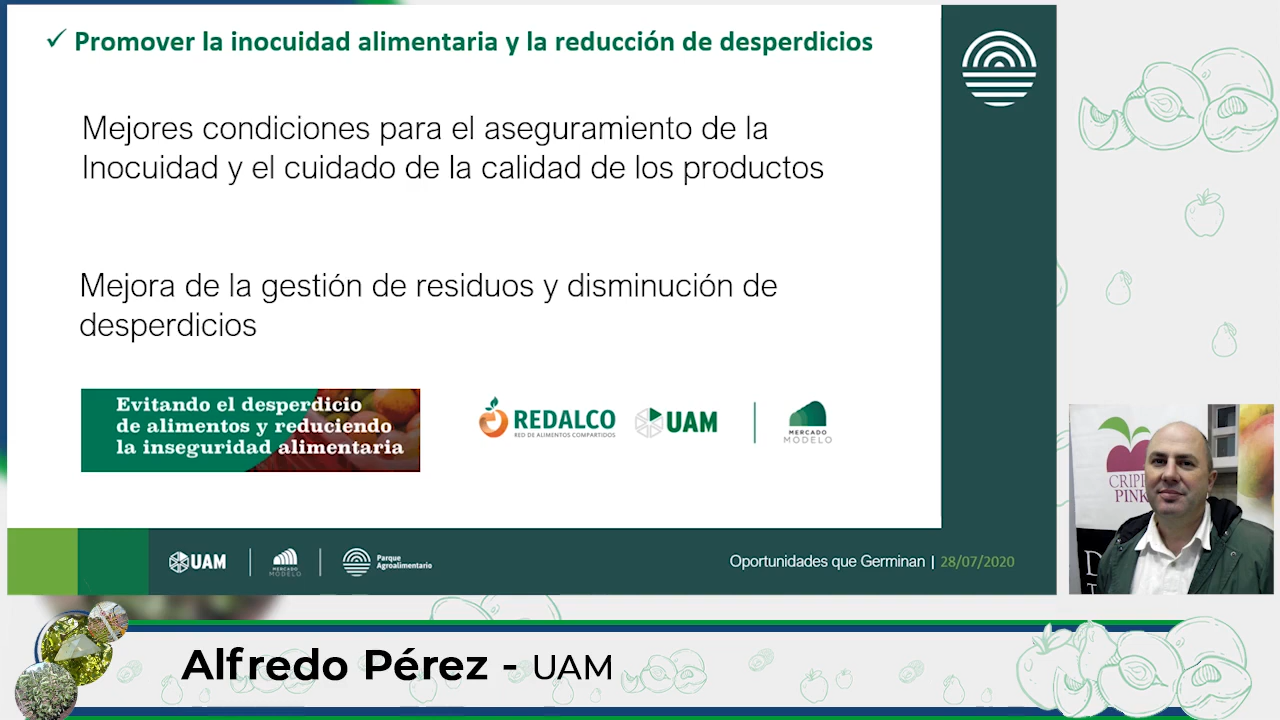 ✓ Promover la inocuidad alimentaria y la reducción de desperdicios
Mejores condiciones para el aseguramiento de la
Inocuidad y el cuidado de la calidad de los productos
Mejora de la gestión de residuos y disminución de
desperdicios
Evitando el desperdicio
de alimentos y reduciendo
la inseguridad alimentaria
REDALCO
RED DE ALIMENTOS COMPARTIDOS
UAM
MERCADO
MODELO
UAM
MERCADO
MODELO
Parque
Agroalimentario
Oportunidades que Germinan | 28/07/2020
PINK
Alfredo Pérez - UAM